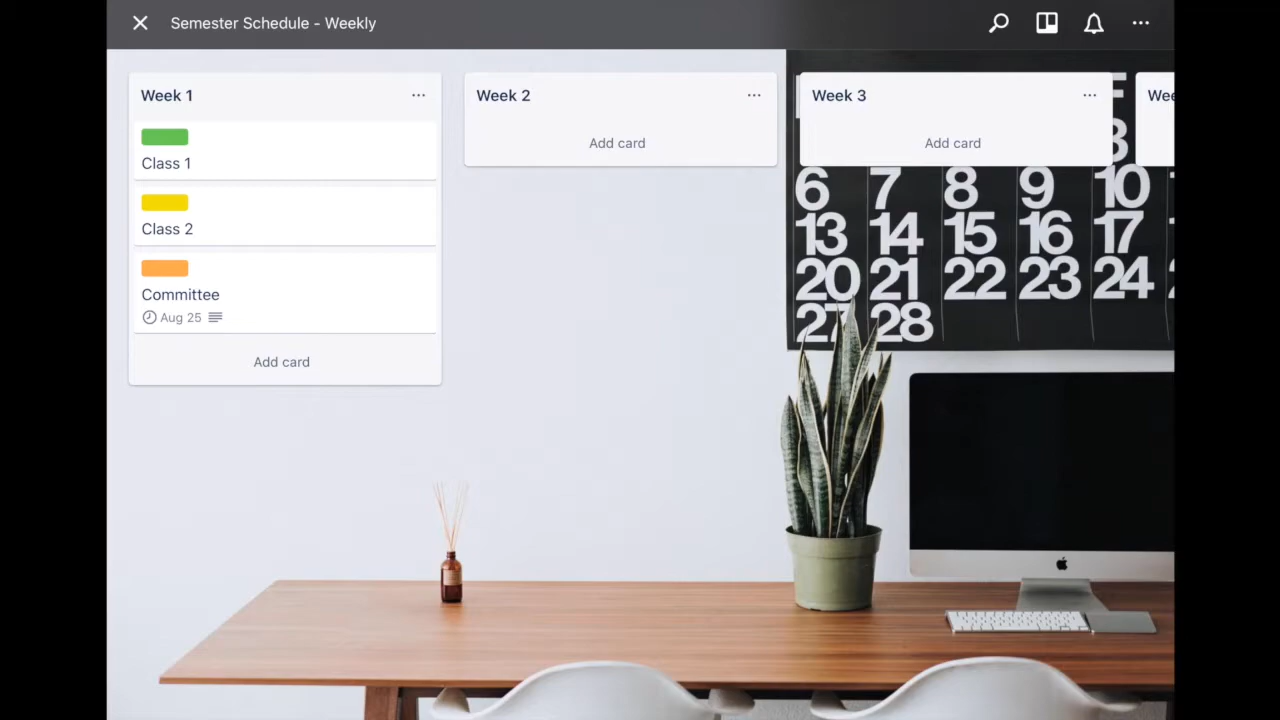 Semester Schedule - Weekly
Week 1
Class 1
Class 2
Committee
Aug 25
Add card
Week 2
Add card
Week 3
Add card
6 7 8 9 10
13 14 15 16 17
20 21 22 23 24
27 28